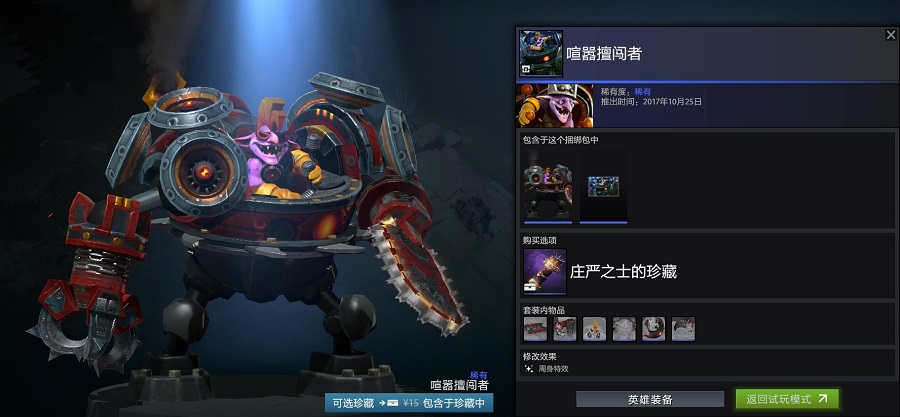 喧嚣擅闯者
稀有度：稀有
推出时间：2017年10月25日
包含于这个捆绑包中
购买选项
庄严之士的珍藏
套装内物品
修改效果
周身特效
稀有
喧嚣擅闯者
可选珍藏 ¥15 包含于珍藏中
英雄装备
返回试玩模式